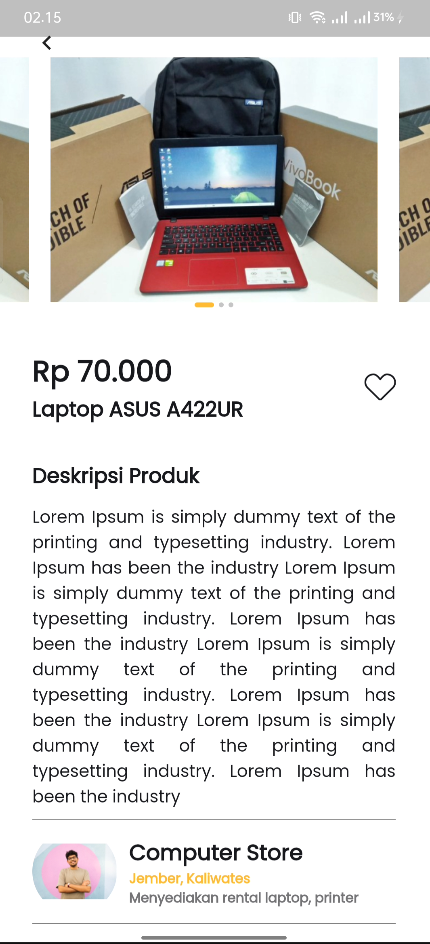 02.15
31%
ASUS
VivoBook
CH OF
DIBLE
ASUS
CH OF
DIBLE
Rp 70.000
Laptop ASUS A422UR
Deskripsi Produk
Lorem Ipsum is simply dummy text of the
printing and typesetting industry. Lorem
Ipsum has been the industry Lorem Ipsum
is simply dummy text of the printing and
typesetting industry. Lorem Ipsum has
been the industry Lorem Ipsum is simply
dummy text of the printing and
typesetting industry. Lorem Ipsum has
been the industry Lorem Ipsum is simply
dummy text of the printing and
typesetting industry. Lorem Ipsum has
been the industry
Computer Store
Jember, Kaliwates
Menyediakan rental laptop, printer